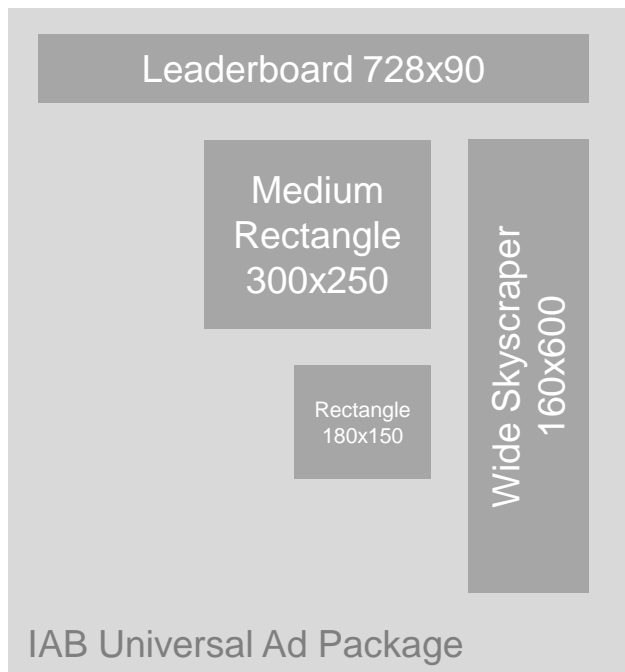 Leaderboard 728x90
Medium
Rectangle
300x250
Wide Skyscraper
160x600
Rectangle
180x150
IAB Universal Ad Package